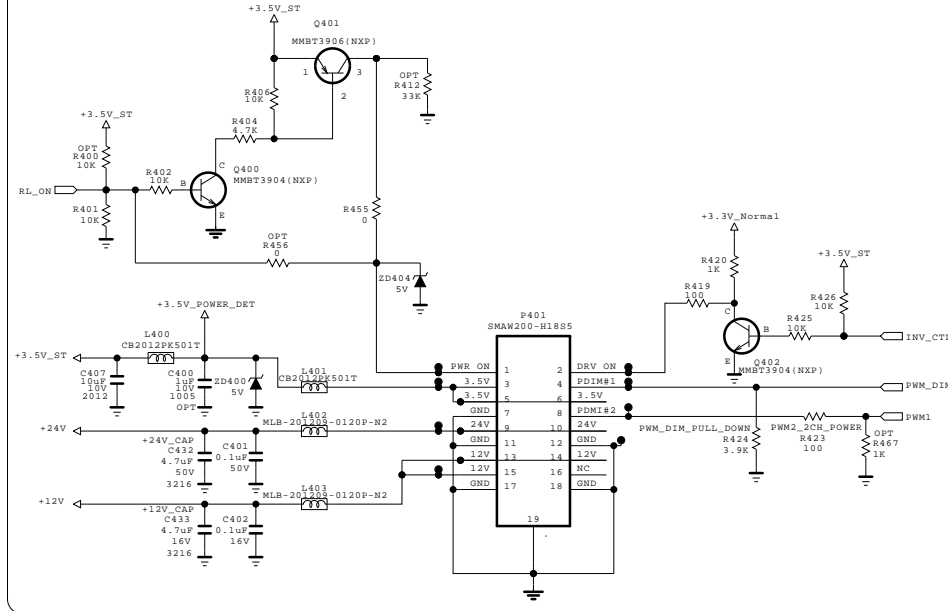 +3.5V_ST
Q401
MMBT3906(NXP)
1
3
2
OPT
R412
33K
R406
10K
+3.5V_ST
R404
4.7K
OPT
R400
10K
R402
10K
C
B
E
Q400
MMBT3904(NXP)
RL_ON
R401
10K
R455
0
OPT
R456
0
ZD404
5V
+3.3V_Normal
R420
1K
+3.5V_ST
R419
100
R426
10K
C
B
E
R425
10K
INV_CTL
Q402
MMBT3904(NXP)
+3.5V_POWER_DET
P401
SMAW200-H18S5
L400
CB2012PK501T
+3.5V_ST
C407
10uF
10V
2012
C400
1uF
10V
1005
OPT
ZD400
5V
L401
CB2012PK501T
PWR ON
1
2
DRV ON
3.5V
3
4
PDIM#1
3.5V
5
6
3.5V
GND
7
8
PDMI#2
24V
9
10
24V
GND
11
12
GND
12V
13
14
12V
12V
15
16
NC
GND
17
18
GND
19
PWM_DIM
PWM1
PWM_DIM_PULL_DOWN
R424
3.9K
PWM2_2CH_POWER
R423
100
OPT
R467
1K
L402
MLB-201209-0120P-N2
+24V
+24V_CAP
C432
4.7uF
50V
3216
C401
0.1uF
50V
L403
MLB-201209-0120P-N2
+12V
+12V_CAP
C433
4.7uF
16V
3216
C402
0.1uF
16V